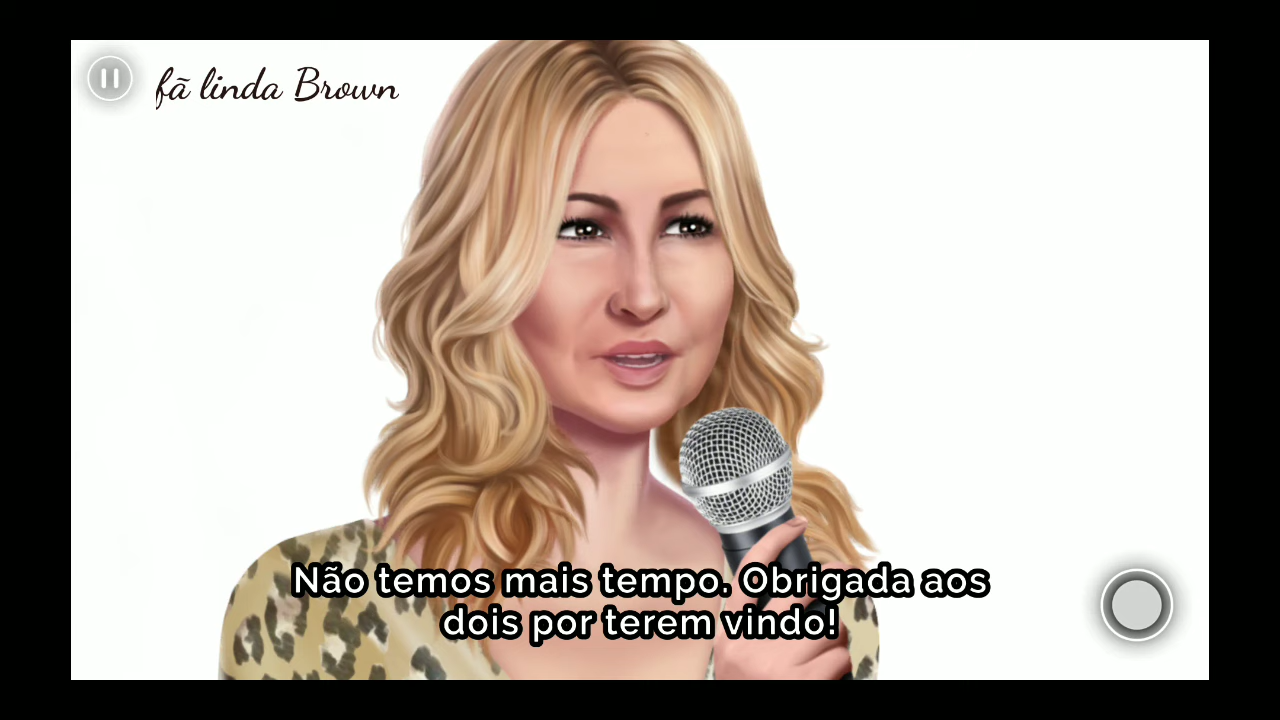 fã linda Brown
Não temos mais tempo. Obrigada aos
dois por terem vindo!